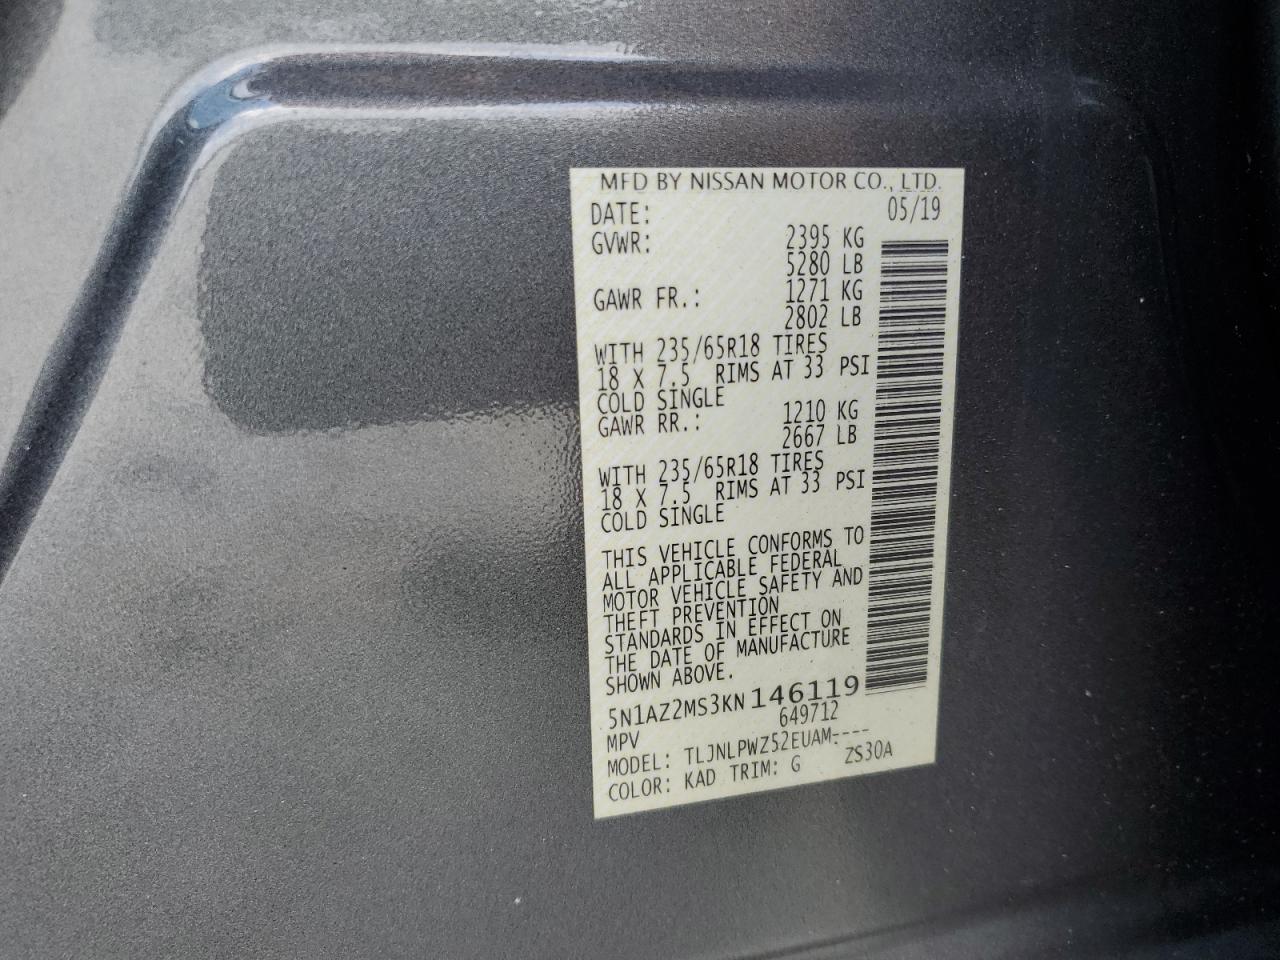 MFD BY NISSAN MOTOR CO., LTD.
DATE: 05/19
GVWR: 2395 KG
5280 LB
GAWR FR.: 1271 KG
2802 LB
WITH 235/65R18 TIRES
18 X 7.5 RIMS AT 33 PSI
COLD SINGLE
GAWR RR.: 1210 KG
2667 LB
WITH 235/65R18 TIRES
18 X 7.5 RIMS AT 33 PSI
COLD SINGLE
THIS VEHICLE CONFORMS TO
ALL APPLICABLE FEDERAL
MOTOR VEHICLE SAFETY AND
THEFT PREVENTION
STANDARDS IN EFFECT ON
THE DATE OF MANUFACTURE
SHOWN ABOVE.
5N1AZ2MS3KN146119
MPV 649712
MODEL: TLJNLPWZ52EUAM----
COLOR: KAD TRIM: G ZS30A